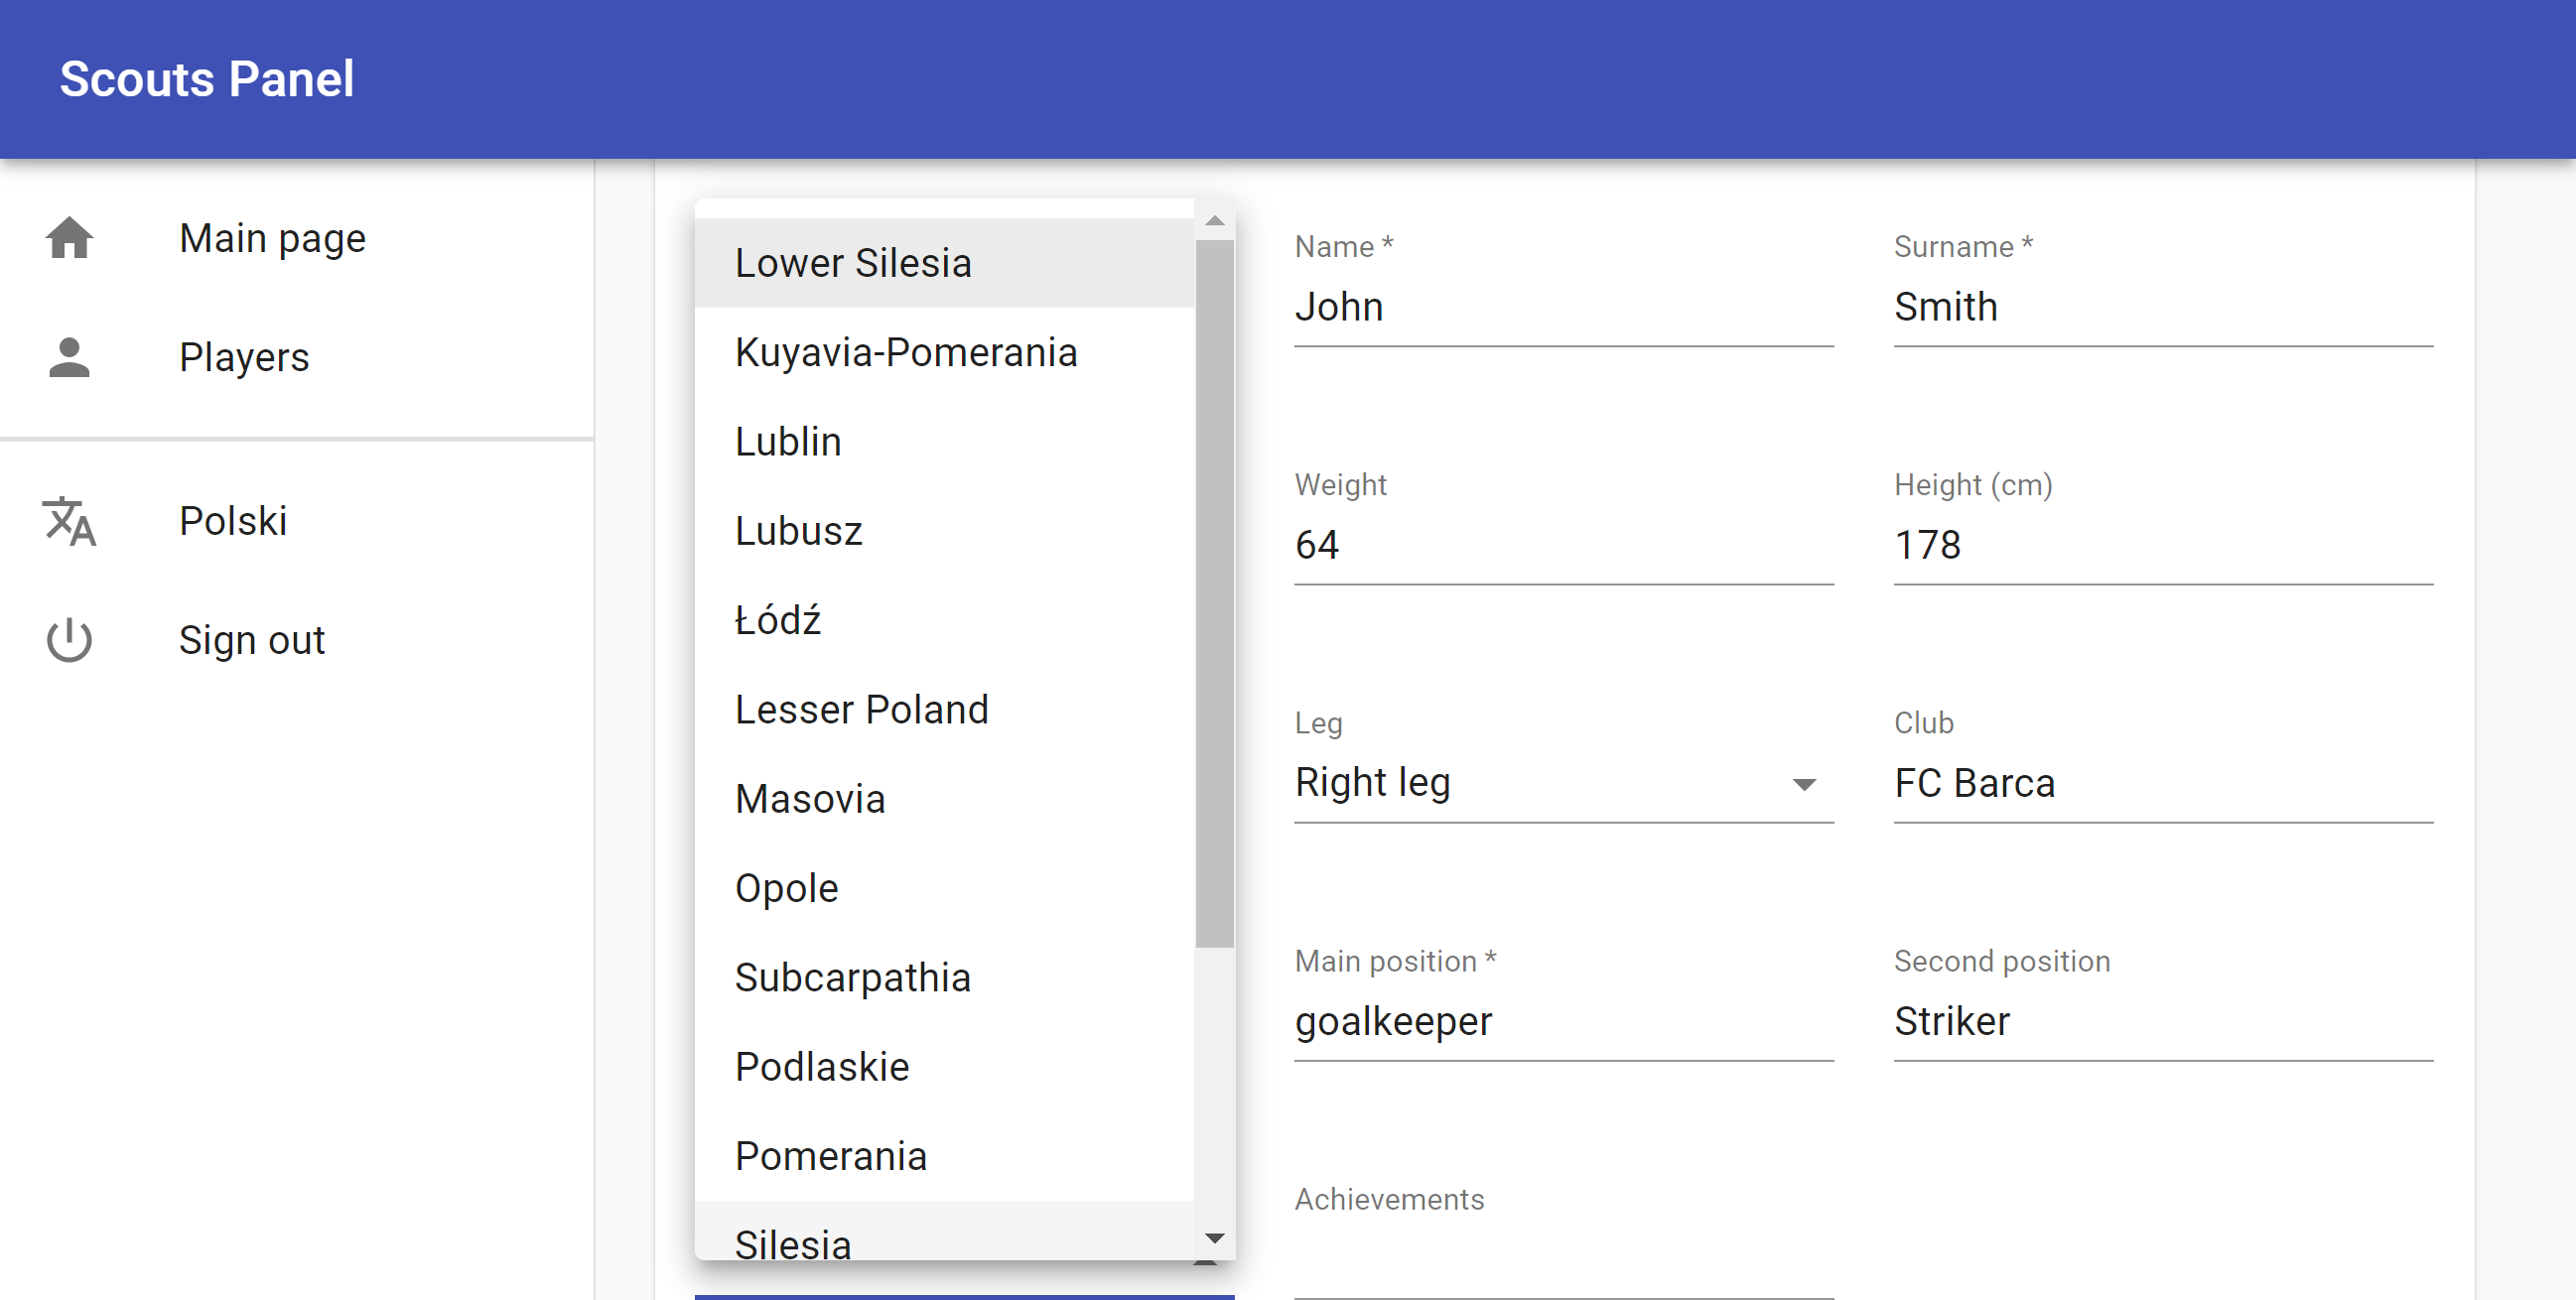 Scouts Panel
Main page
Players
Polski
Sign out
Lower Silesia
Kuyavia-Pomerania
Lublin
Lubusz
Łódź
Lesser Poland
Masovia
Opole
Subcarpathia
Podlaskie
Pomerania
Silesia
Name *
John
Surname *
Smith
Weight
64
Height (cm)
178
Leg
Right leg
Club
FC Barca
Main position *
goalkeeper
Second position
Striker
Achievements